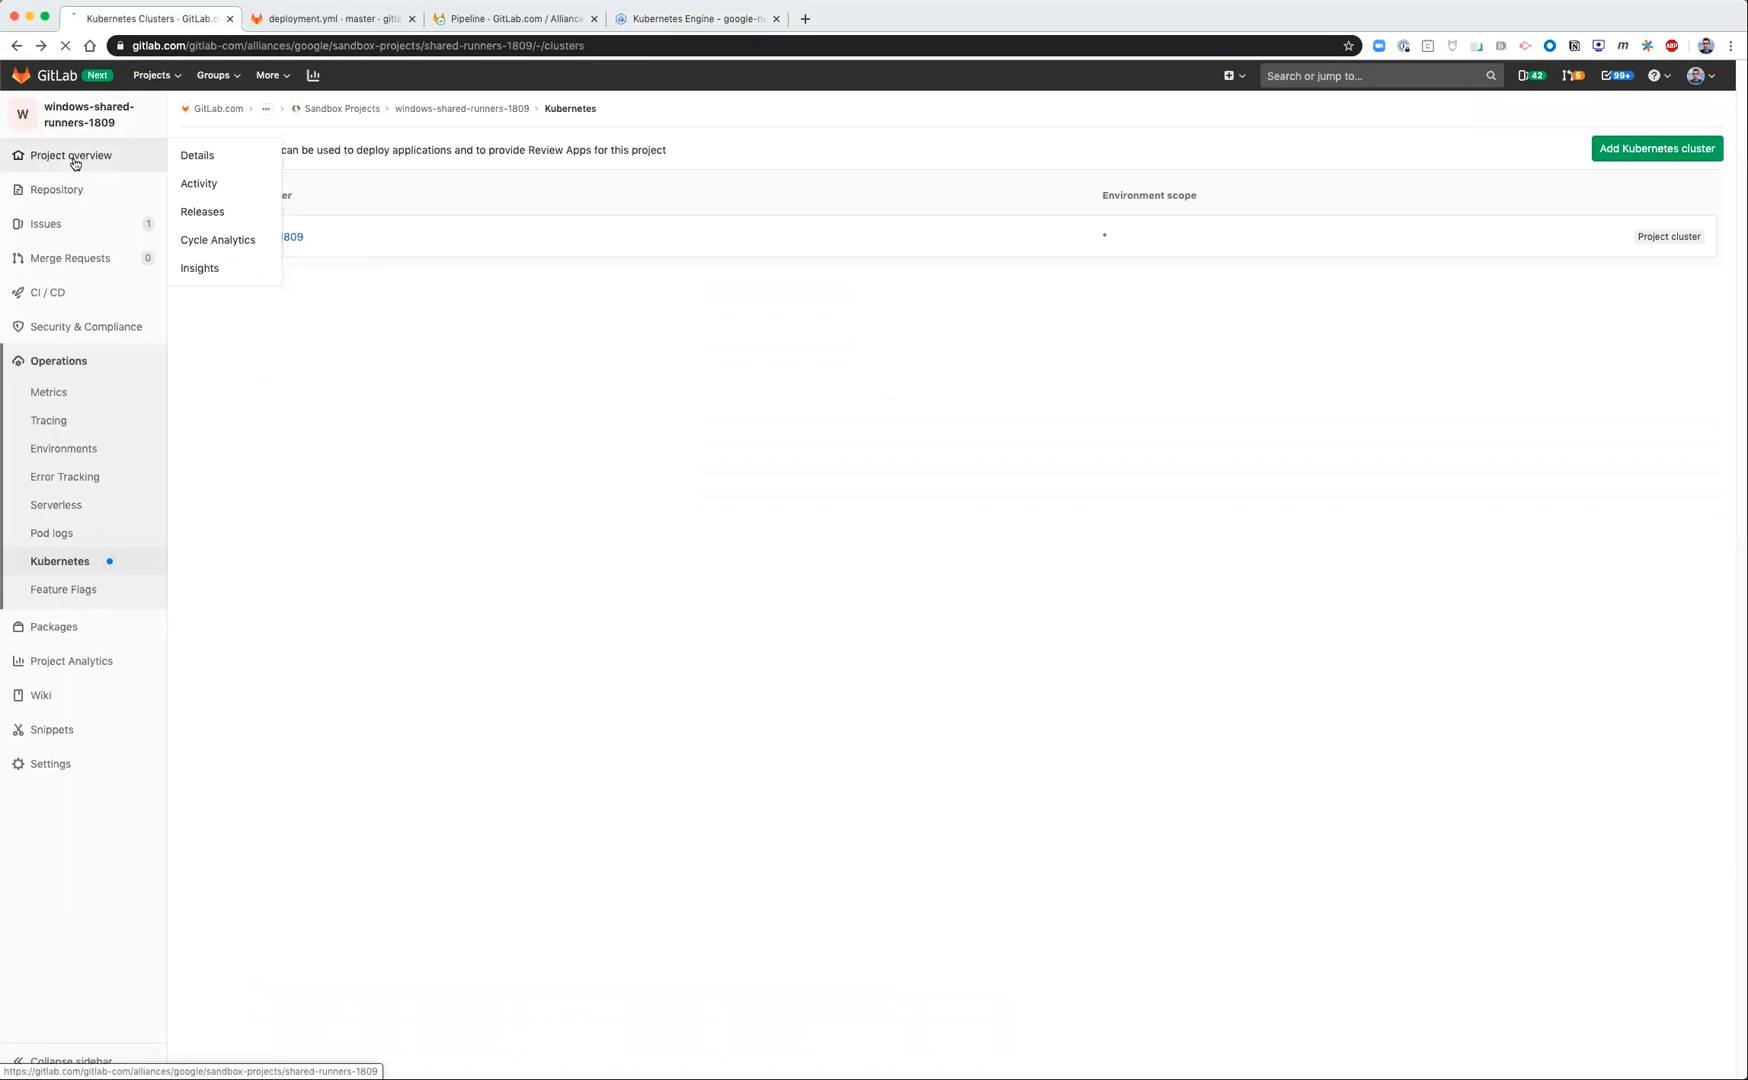 Kubernetes Clusters · GitLab.c
deployment.yml · master · gitla
Pipeline · GitLab.com / Alliance
Kubernetes Engine - google-ne
gitlab.com/gitlab-com/alliances/google/sandbox-projects/shared-runners-1809/-/clusters
GitLab Next Projects Groups More Search or jump to... 42 5 99+
W windows-shared-runners-1809
GitLab.com › ... › Sandbox Projects › windows-shared-runners-1809 › Kubernetes
Project overview
Details
can be used to deploy applications and to provide Review Apps for this project
Add Kubernetes cluster
Activity
Releases
Cycle Analytics
Insights
er
Environment scope
1809
*
Project cluster
Repository
Issues 1
Merge Requests 0
CI / CD
Security & Compliance
Operations
Metrics
Tracing
Environments
Error Tracking
Serverless
Pod logs
Kubernetes
Feature Flags
Packages
Project Analytics
Wiki
Snippets
Settings
Collapse sidebar
https://gitlab.com/gitlab-com/alliances/google/sandbox-projects/shared-runners-1809